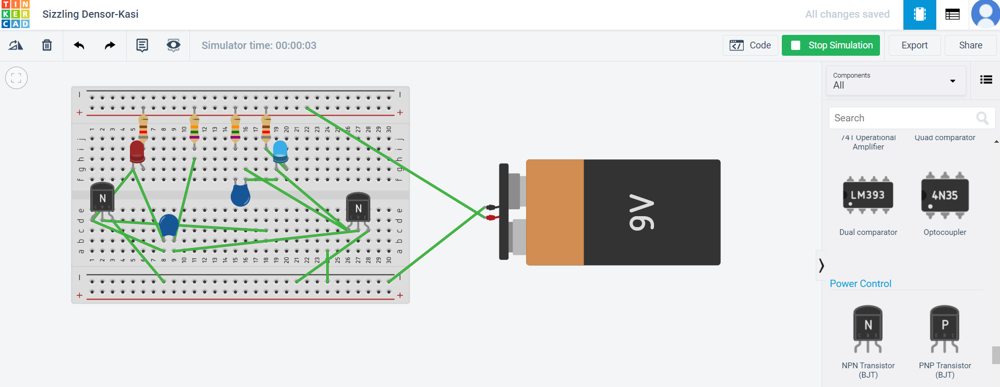 TIN
KER
CAD
Sizzling Densor-Kasi
All changes saved
Simulator time: 00:00:03
Code
Stop Simulation
Export
Share
Components
All
Search
741 Operational
Amplifier
Quad comparator
LM393
Dual comparator
4N35
Optocoupler
Power Control
N
C B E
NPN Transistor
(BJT)
P
E B C
PNP Transistor
(BJT)
− −
+ +
1 2 3 4 5 6 7 8 9 10 11 12 13 14 15 16 17 18 19 20 21 22 23 24 25 26 27 28 29 30
j j
i i
h h
g g
f f
N
C B E
N
C B E
e e
d d
c c
b b
a a
1 2 3 4 5 6 7 8 9 10 11 12 13 14 15 16 17 18 19 20 21 22 23 24 25 26 27 28 29 30
− −
+ +
9V